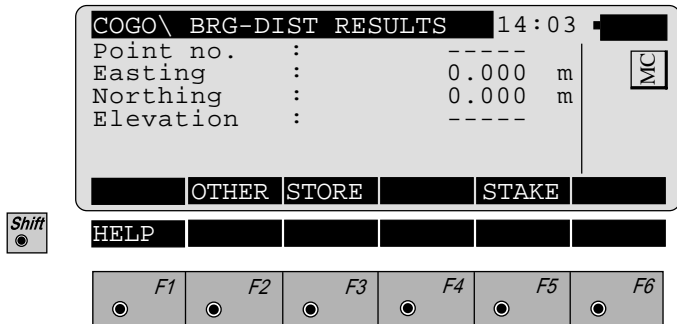 COGO\ BRG-DIST RESULTS 14:03
Point no. : -----
Easting : 0.000 m
Northing : 0.000 m
Elevation : -----
MC
OTHER STORE STAKE
Shift
HELP
F1 F2 F3 F4 F5 F6